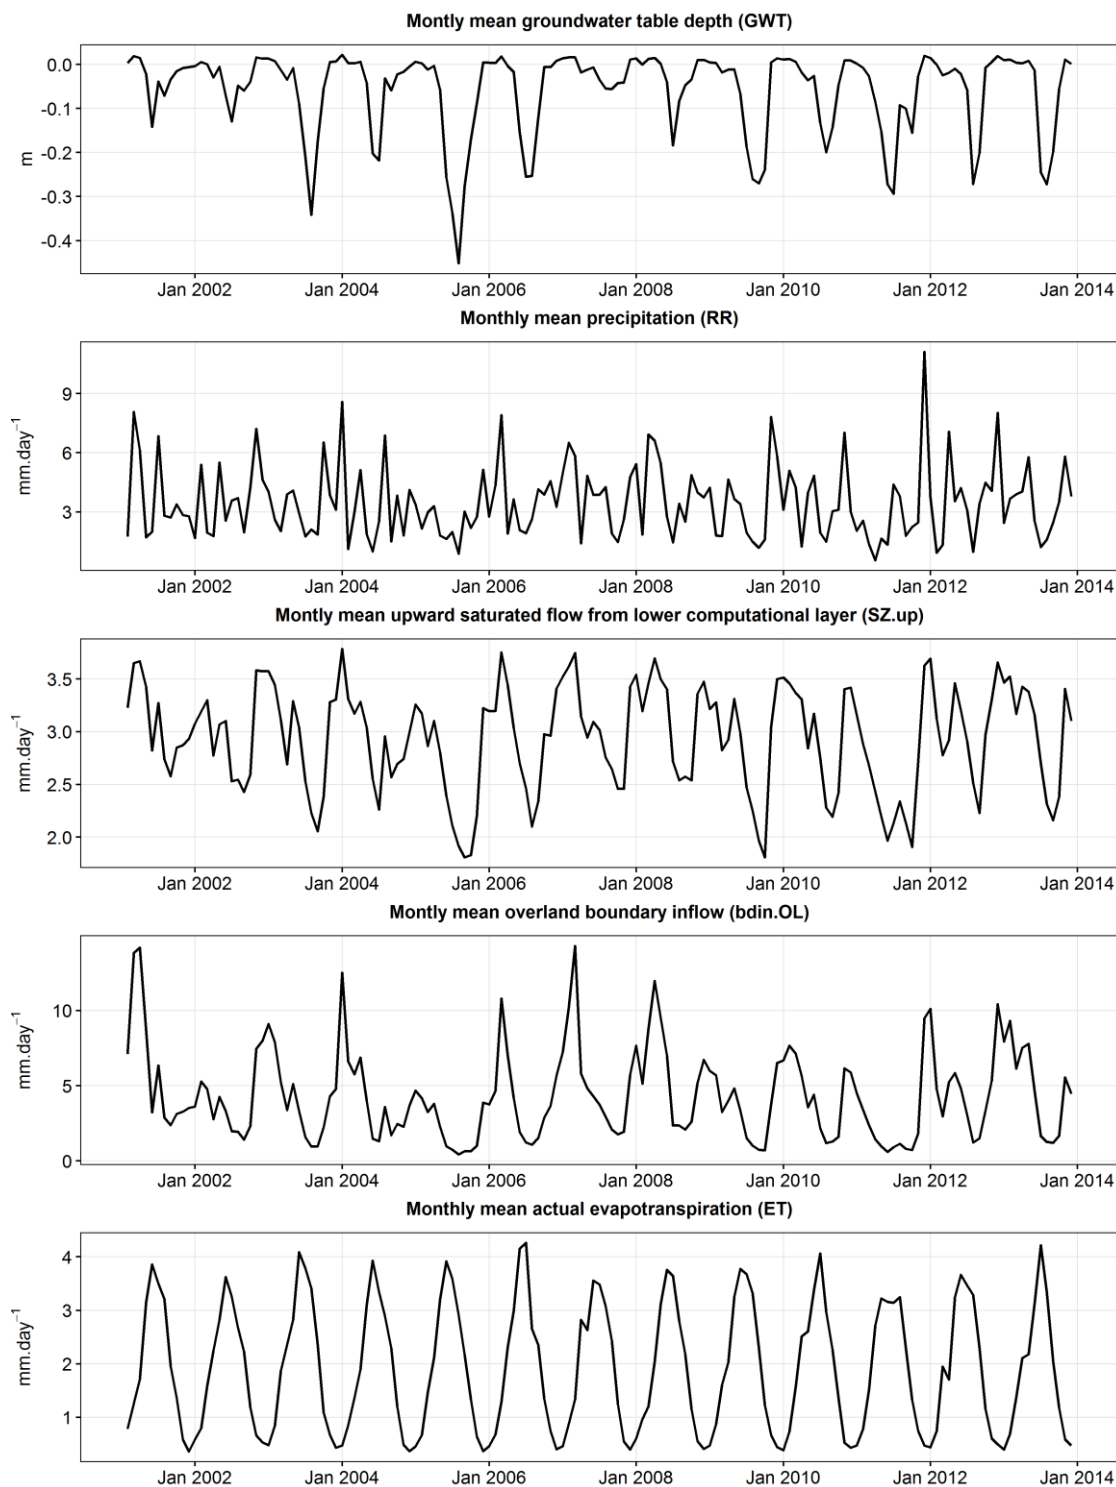 Montly mean groundwater table depth (GWT)
0.0
-0.1
-0.2
-0.3
-0.4
m
Jan 2002 Jan 2004 Jan 2006 Jan 2008 Jan 2010 Jan 2012 Jan 2014
Monthly mean precipitation (RR)
9
6
3
mm.day⁻¹
Jan 2002 Jan 2004 Jan 2006 Jan 2008 Jan 2010 Jan 2012 Jan 2014
Montly mean upward saturated flow from lower computational layer (SZ.up)
3.5
3.0
2.5
2.0
mm.day⁻¹
Jan 2002 Jan 2004 Jan 2006 Jan 2008 Jan 2010 Jan 2012 Jan 2014
Montly mean overland boundary inflow (bdin.OL)
10
5
0
mm.day⁻¹
Jan 2002 Jan 2004 Jan 2006 Jan 2008 Jan 2010 Jan 2012 Jan 2014
Monthly mean actual evapotranspiration (ET)
4
3
2
1
mm.day⁻¹
Jan 2002 Jan 2004 Jan 2006 Jan 2008 Jan 2010 Jan 2012 Jan 2014